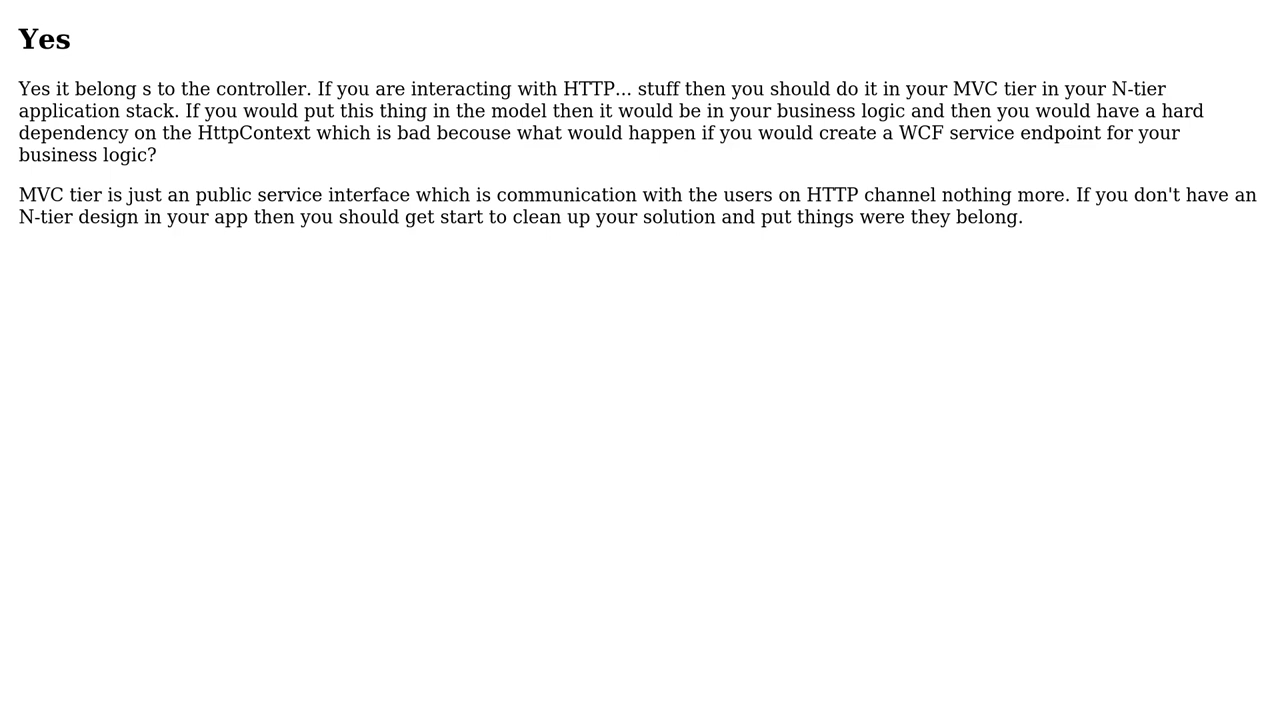 Yes
Yes it belong s to the controller. If you are interacting with HTTP... stuff then you should do it in your MVC tier in your N-tier
application stack. If you would put this thing in the model then it would be in your business logic and then you would have a hard
dependency on the HttpContext which is bad becouse what would happen if you would create a WCF service endpoint for your
business logic?
MVC tier is just an public service interface which is communication with the users on HTTP channel nothing more. If you don't have an
N-tier design in your app then you should get start to clean up your solution and put things were they belong.